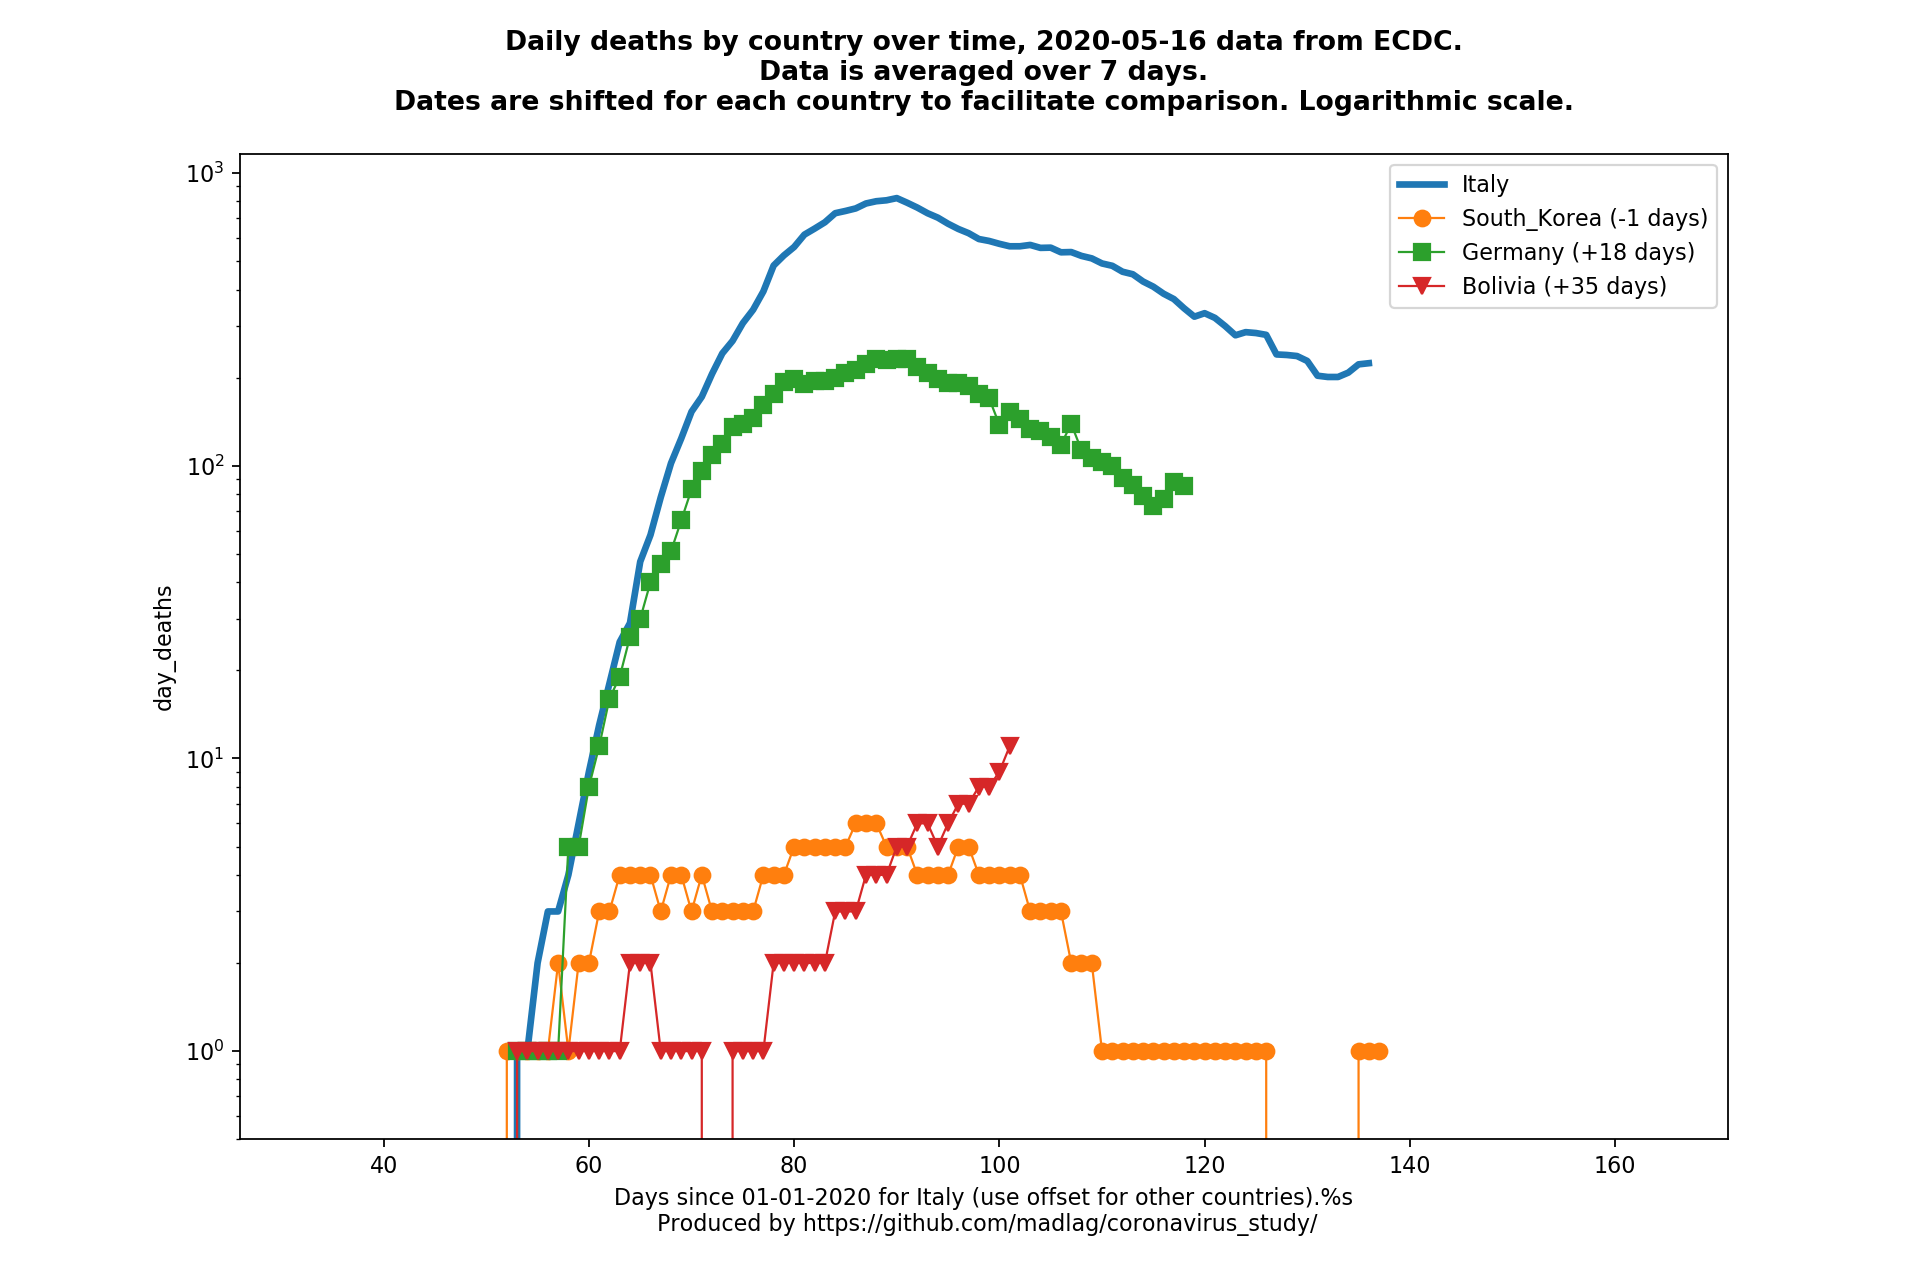 Daily deaths by country over time, 2020-05-16 data from ECDC.
Data is averaged over 7 days.
Dates are shifted for each country to facilitate comparison. Logarithmic scale.
10³
10²
10¹
10⁰
day_deaths
Italy
South_Korea (-1 days)
Germany (+18 days)
Bolivia (+35 days)
40 60 80 100 120 140 160
Days since 01-01-2020 for Italy (use offset for other countries).%s
Produced by https://github.com/madlag/coronavirus_study/